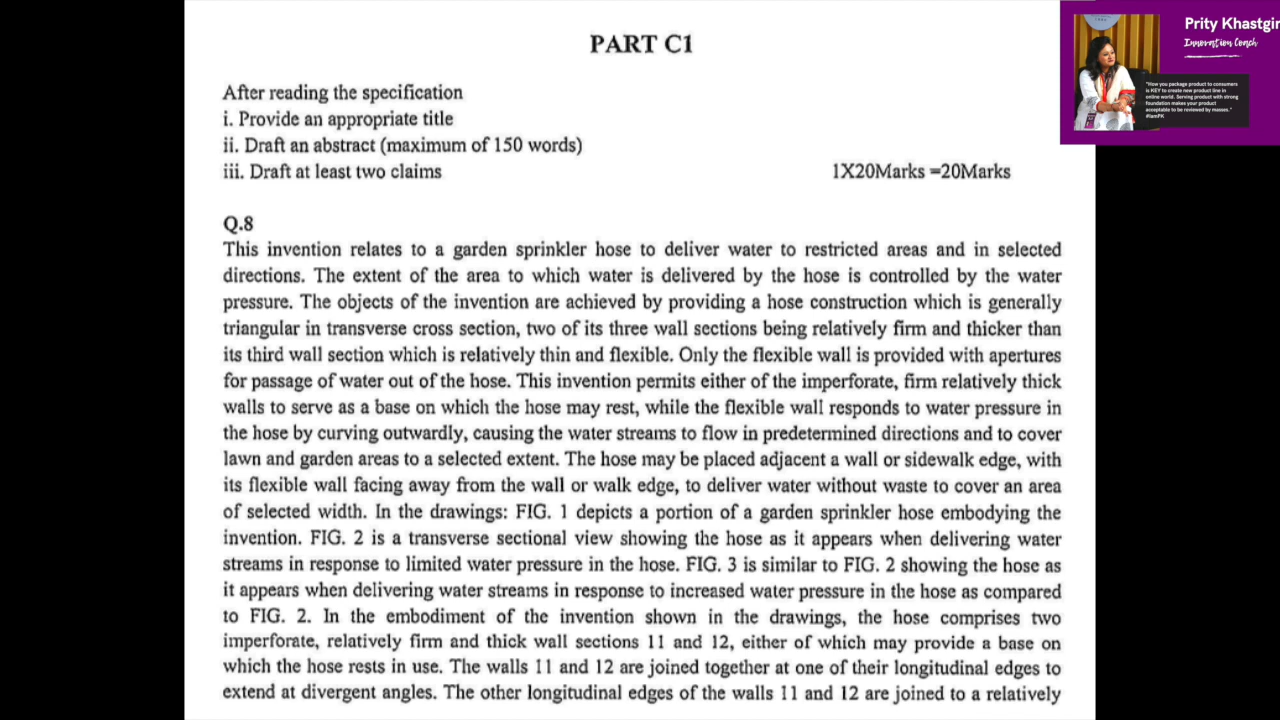 PART C1
Prity Khastgir
Innovation Coach
"How you package product to consumers
is KEY to create new product line in
online world. Serving product with strong
foundation makes your product
acceptable to be reviewed by masses."
#IamPK
After reading the specification
i. Provide an appropriate title
ii. Draft an abstract (maximum of 150 words)
iii. Draft at least two claims
1X20Marks =20Marks
Q.8
This invention relates to a garden sprinkler hose to deliver water to restricted areas and in selected
directions. The extent of the area to which water is delivered by the hose is controlled by the water
pressure. The objects of the invention are achieved by providing a hose construction which is generally
triangular in transverse cross section, two of its three wall sections being relatively firm and thicker than
its third wall section which is relatively thin and flexible. Only the flexible wall is provided with apertures
for passage of water out of the hose. This invention permits either of the imperforate, firm relatively thick
walls to serve as a base on which the hose may rest, while the flexible wall responds to water pressure in
the hose by curving outwardly, causing the water streams to flow in predetermined directions and to cover
lawn and garden areas to a selected extent. The hose may be placed adjacent a wall or sidewalk edge, with
its flexible wall facing away from the wall or walk edge, to deliver water without waste to cover an area
of selected width. In the drawings: FIG. 1 depicts a portion of a garden sprinkler hose embodying the
invention. FIG. 2 is a transverse sectional view showing the hose as it appears when delivering water
streams in response to limited water pressure in the hose. FIG. 3 is similar to FIG. 2 showing the hose as
it appears when delivering water streams in response to increased water pressure in the hose as compared
to FIG. 2. In the embodiment of the invention shown in the drawings, the hose comprises two
imperforate, relatively firm and thick wall sections 11 and 12, either of which may provide a base on
which the hose rests in use. The walls 11 and 12 are joined together at one of their longitudinal edges to
extend at divergent angles. The other longitudinal edges of the walls 11 and 12 are joined to a relatively